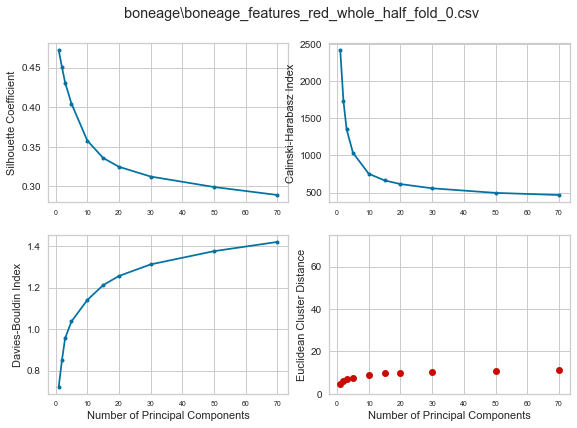 boneage\boneage_features_red_whole_half_fold_0.csv
Silhouette Coefficient
0.45
0.40
0.35
0.30
0 10 20 30 40 50 60 70
Calinski-Harabasz Index
2500
2000
1500
1000
500
0 10 20 30 40 50 60 70
Davies-Bouldin Index
1.4
1.2
1.0
0.8
0 10 20 30 40 50 60 70
Number of Principal Components
Euclidean Cluster Distance
60
40
20
0
0 10 20 30 40 50 60 70
Number of Principal Components